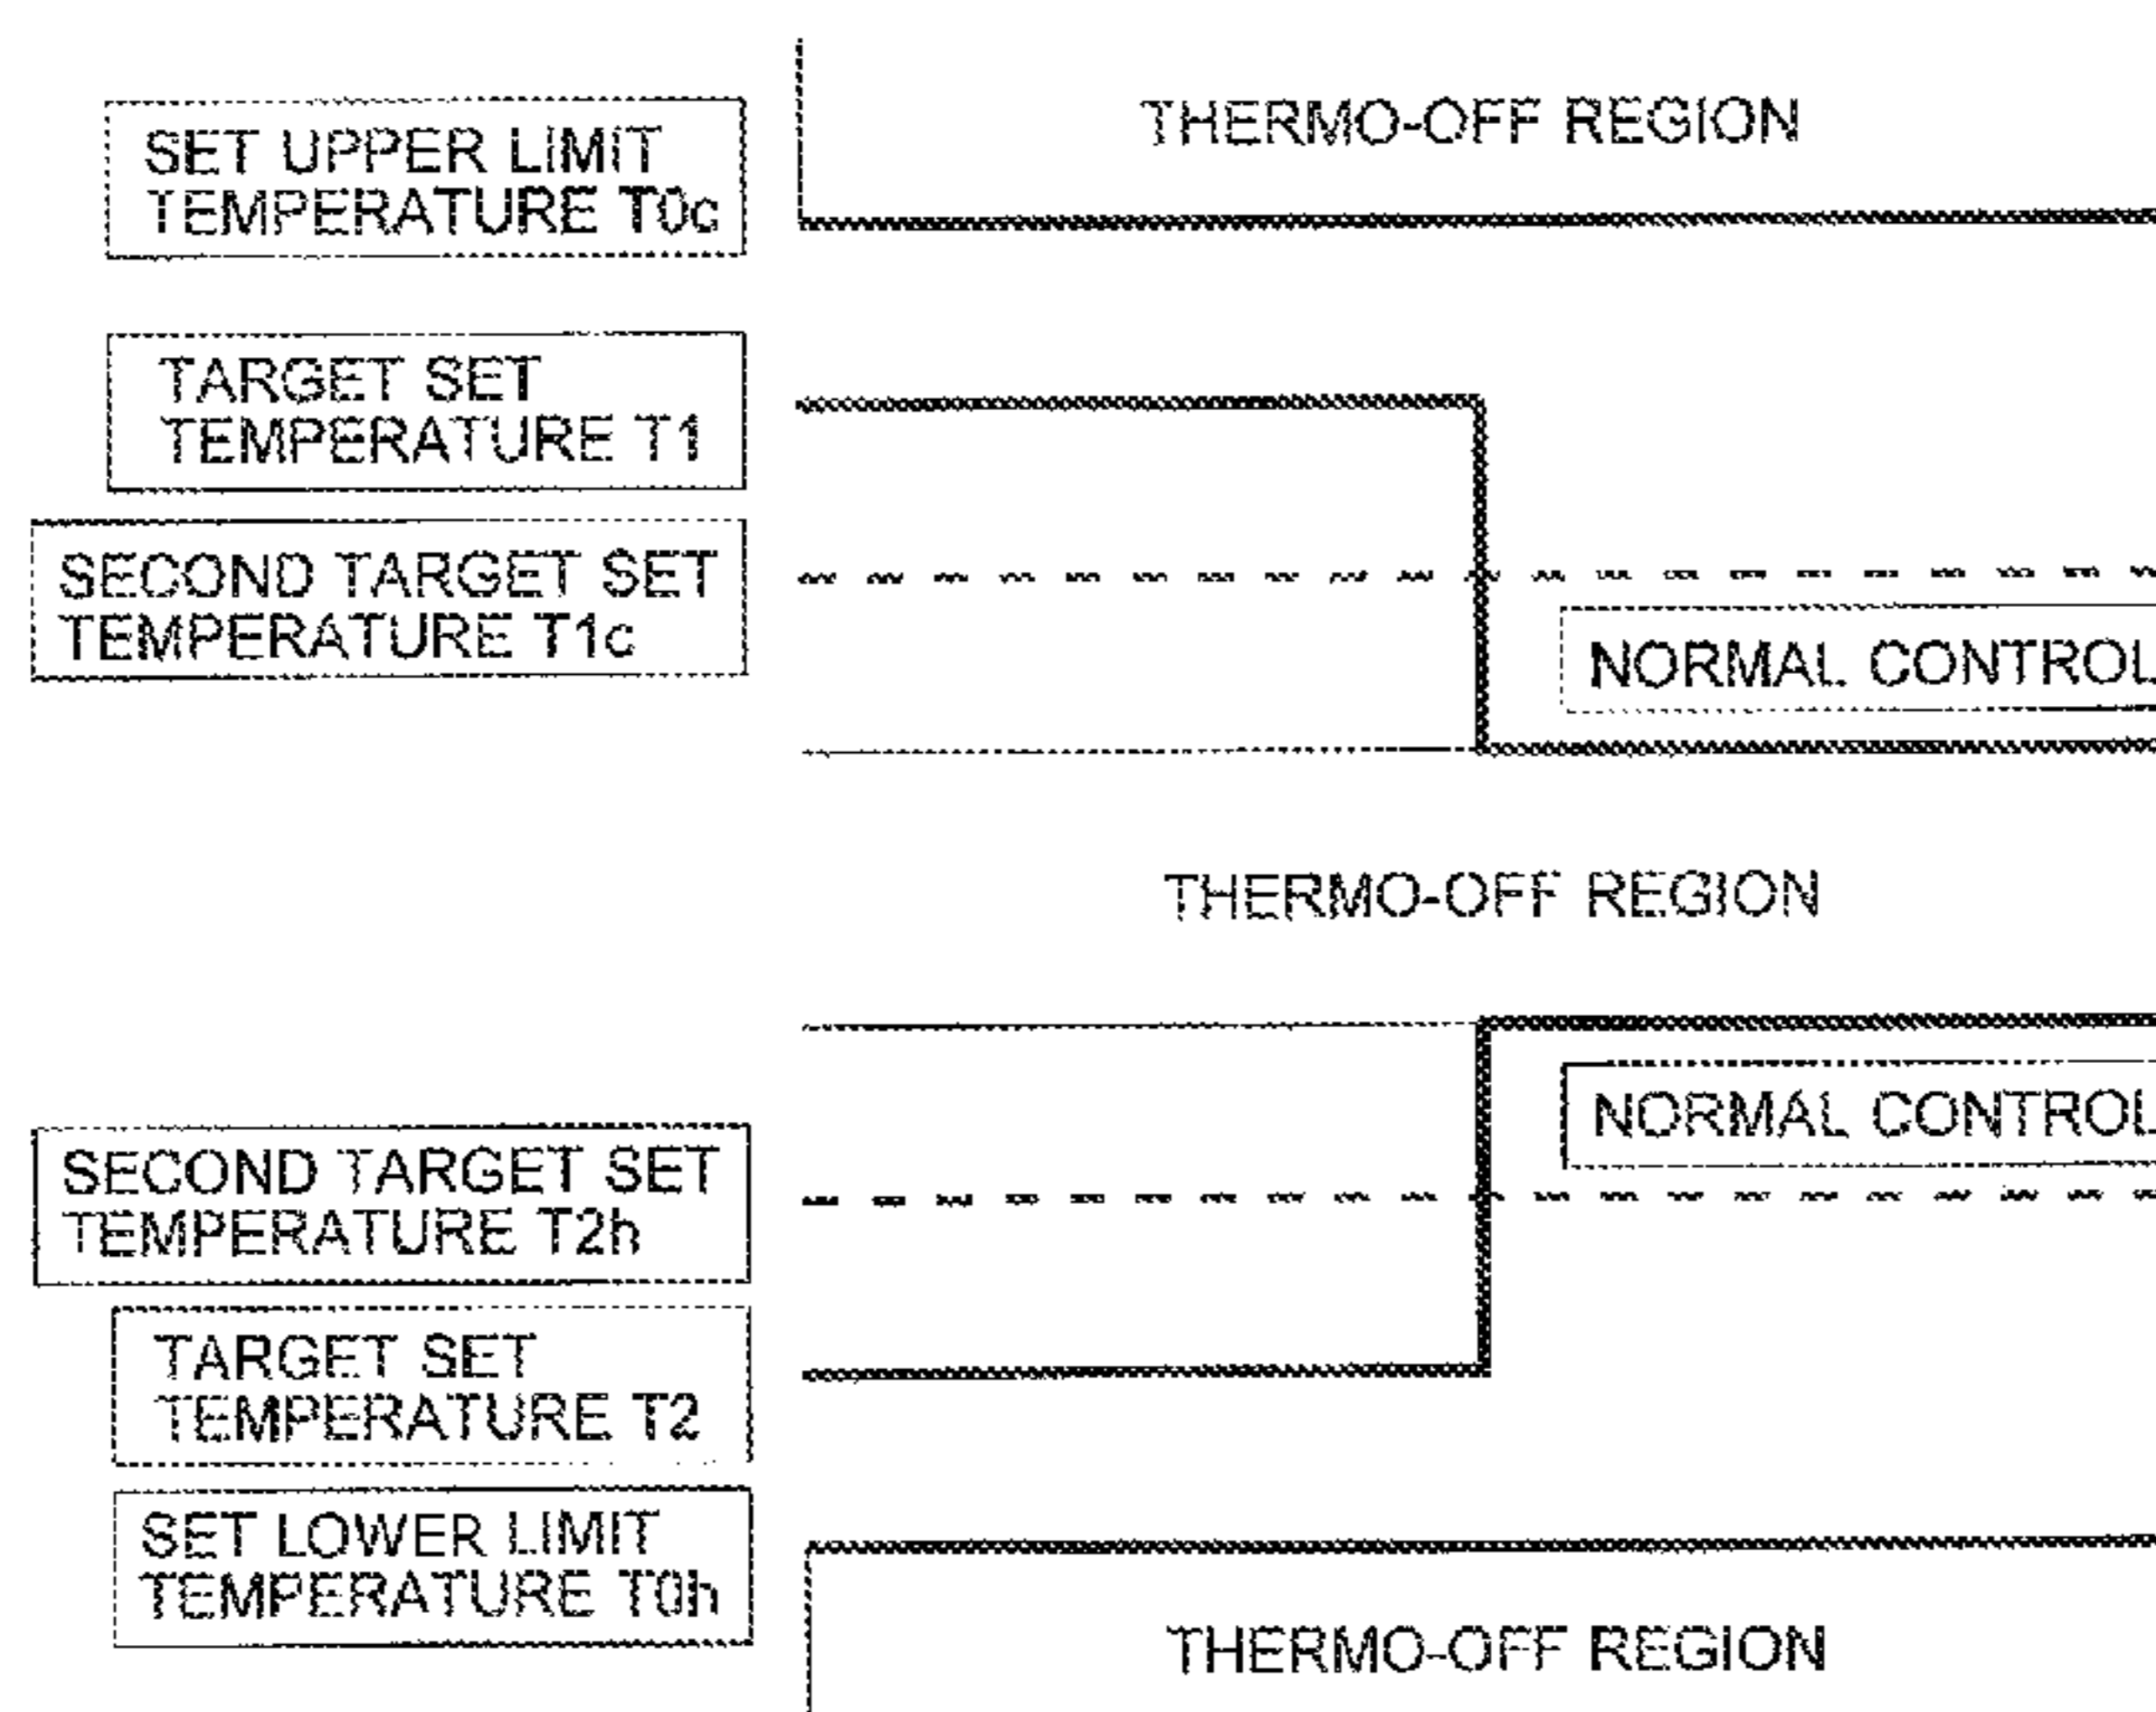 THERMO-OFF REGION
SET UPPER LIMIT
TEMPERATURE T0c
TARGET SET
TEMPERATURE T1
SECOND TARGET SET
TEMPERATURE T1c
NORMAL CONTROL
THERMO-OFF REGION
NORMAL CONTROL
SECOND TARGET SET
TEMPERATURE T2h
TARGET SET
TEMPERATURE T2
SET LOWER LIMIT
TEMPERATURE T0h
THERMO-OFF REGION